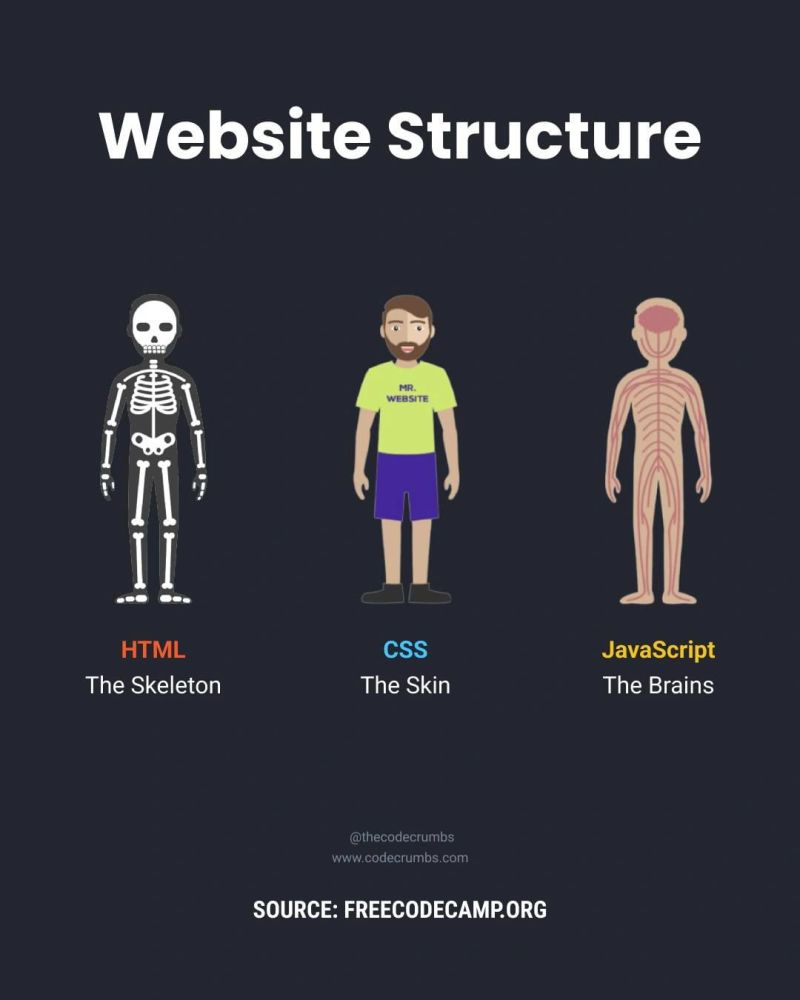 Website Structure
MR.
WEBSITE
HTML
The Skeleton
CSS
The Skin
JavaScript
The Brains
@thecodecrumbs
www.codecrumbs.com
SOURCE: FREECODECAMP.ORG